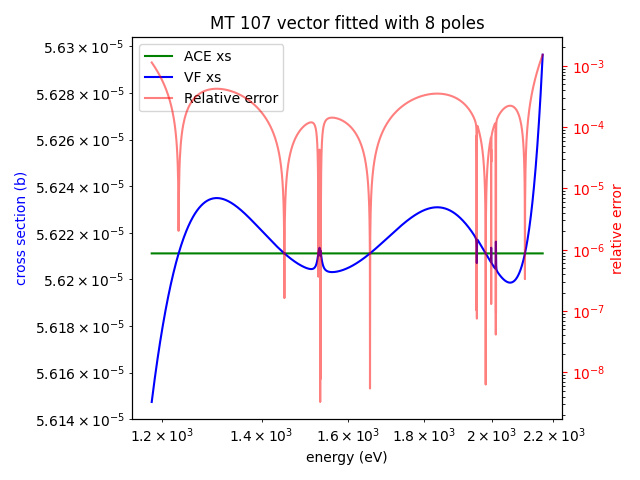 MT 107 vector fitted with 8 poles
ACE xs
VF xs
Relative error
cross section (b)
5.63 × 10⁻⁵
5.628 × 10⁻⁵
5.626 × 10⁻⁵
5.624 × 10⁻⁵
5.622 × 10⁻⁵
5.62 × 10⁻⁵
5.618 × 10⁻⁵
5.616 × 10⁻⁵
5.614 × 10⁻⁵
1.2 × 10³ 1.4 × 10³ 1.6 × 10³ 1.8 × 10³ 2 × 10³ 2.2 × 10³
energy (eV)
10⁻³
10⁻⁴
10⁻⁵
10⁻⁶
10⁻⁷
10⁻⁸
relative error